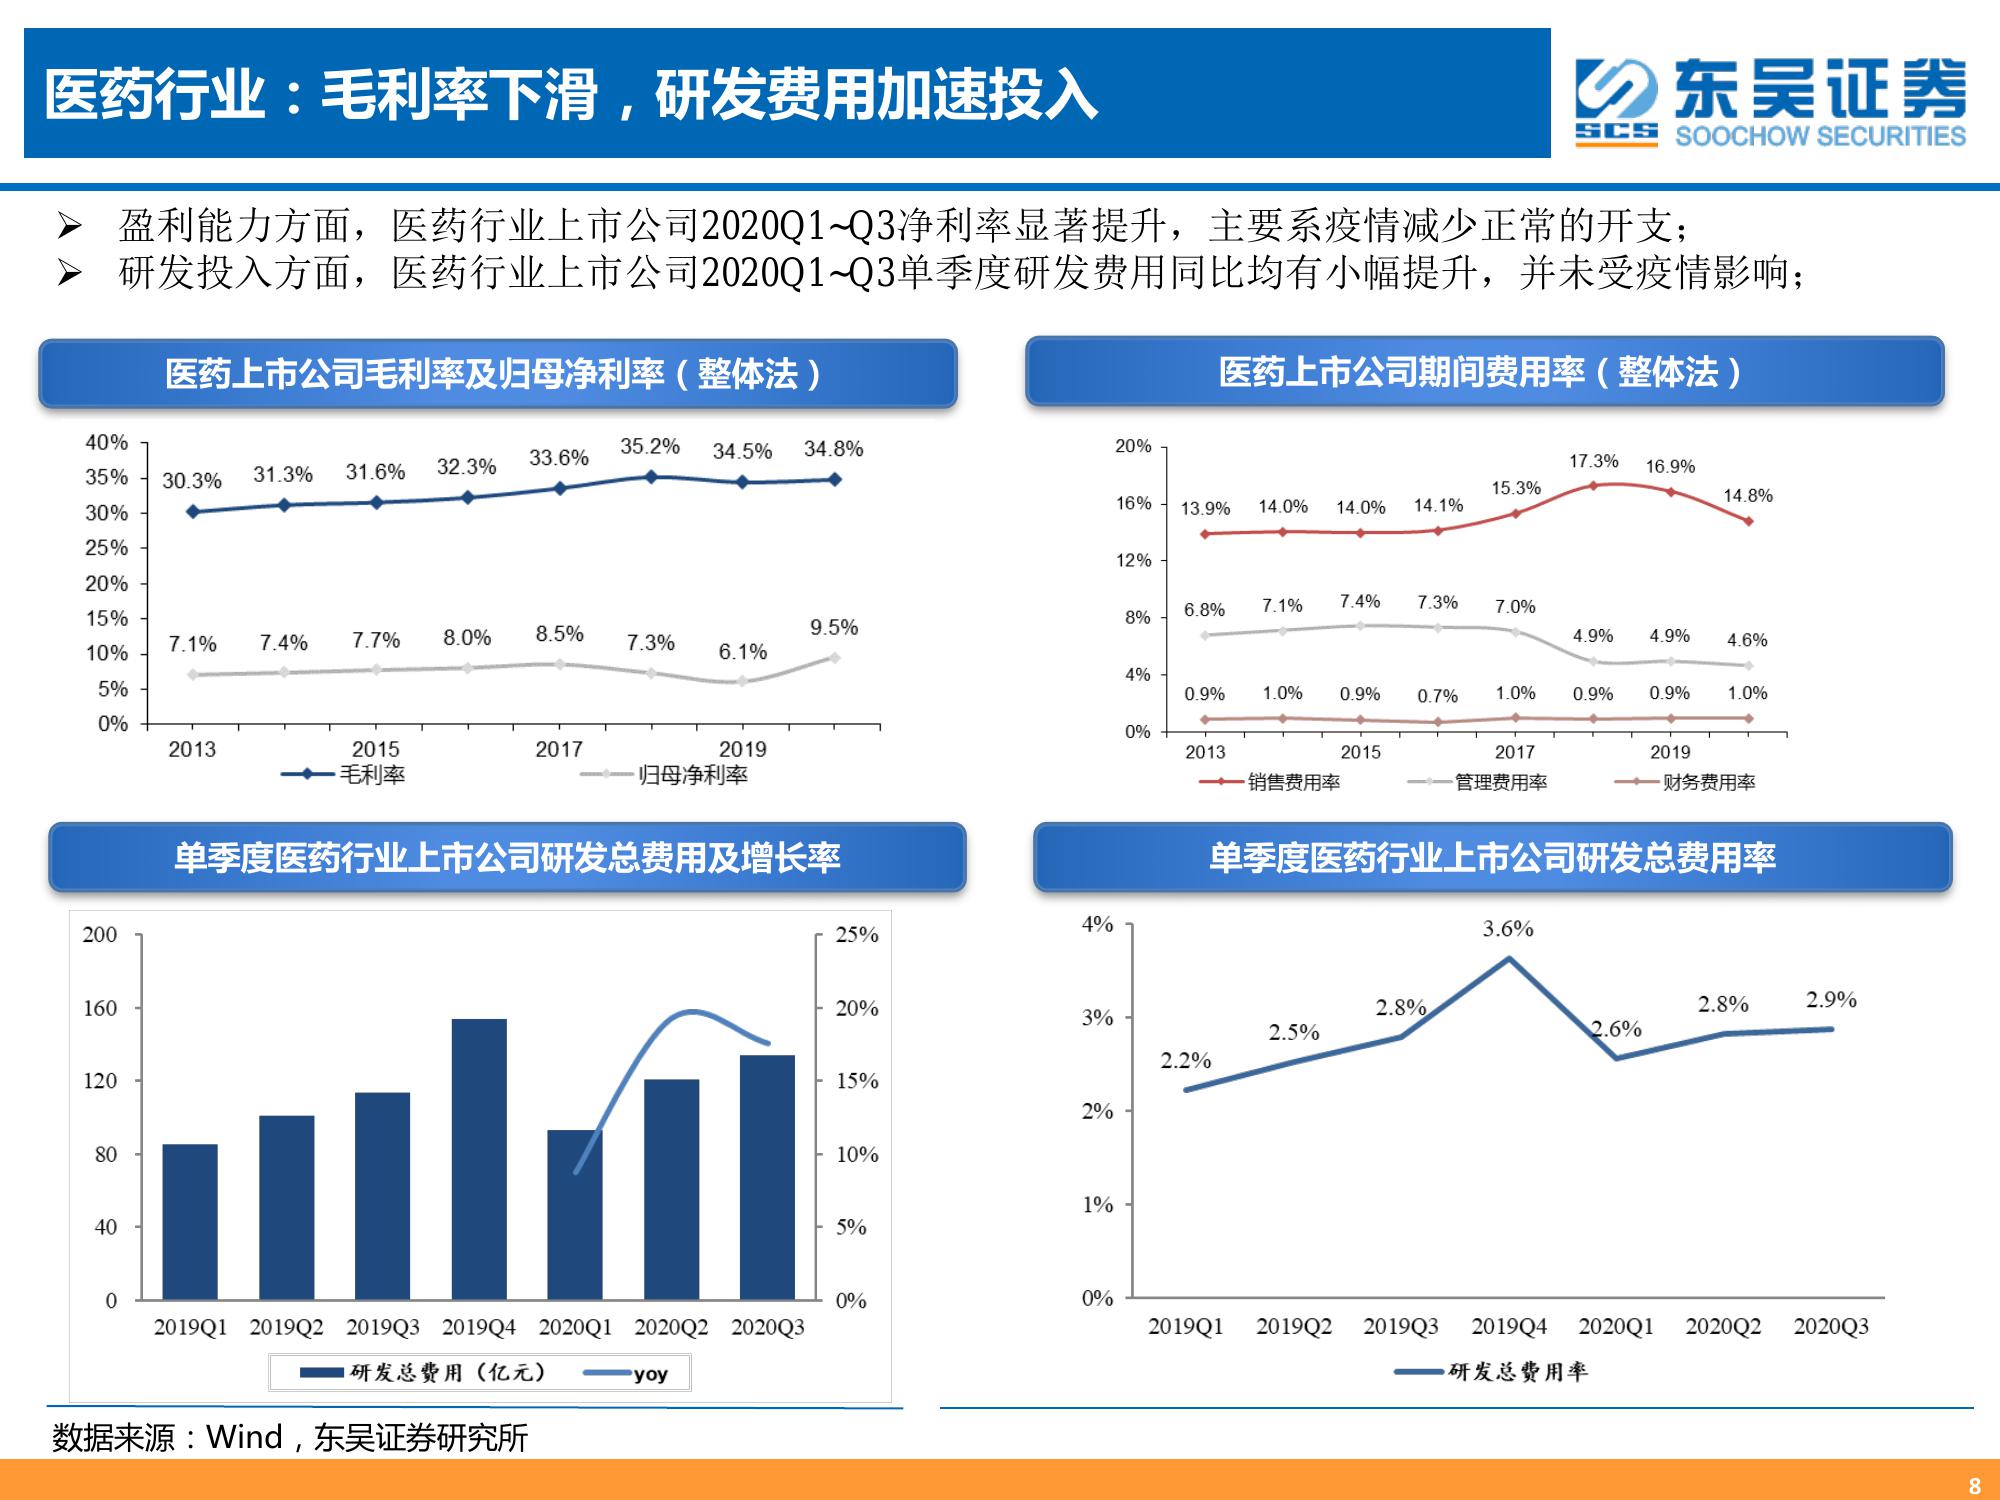 医药行业：毛利率下滑，研发费用加速投入
东吴证券
SCS
SOOCHOW SECURITIES
➢ 盈利能力方面，医药行业上市公司2020Q1~Q3净利率显著提升，主要系疫情减少正常的开支；
➢ 研发投入方面，医药行业上市公司2020Q1~Q3单季度研发费用同比均有小幅提升，并未受疫情影响；
医药上市公司毛利率及归母净利率（整体法）
40%
35%
30%
25%
20%
15%
10%
5%
0%
30.3% 31.3% 31.6% 32.3% 33.6% 35.2% 34.5% 34.8%
7.1% 7.4% 7.7% 8.0% 8.5% 7.3% 6.1% 9.5%
2013 2015 2017 2019
毛利率 归母净利率
医药上市公司期间费用率（整体法）
20%
16%
12%
8%
4%
0%
13.9% 14.0% 14.0% 14.1% 15.3% 17.3% 16.9% 14.8%
6.8% 7.1% 7.4% 7.3% 7.0% 4.9% 4.9% 4.6%
0.9% 1.0% 0.9% 0.7% 1.0% 0.9% 0.9% 1.0%
2013 2015 2017 2019
销售费用率 管理费用率 财务费用率
单季度医药行业上市公司研发总费用及增长率
200
160
120
80
40
0
25%
20%
15%
10%
5%
0%
2019Q1 2019Q2 2019Q3 2019Q4 2020Q1 2020Q2 2020Q3
研发总费用（亿元） yoy
单季度医药行业上市公司研发总费用率
4%
3%
2%
1%
0%
2.2% 2.5% 2.8% 3.6% 2.6% 2.8% 2.9%
2019Q1 2019Q2 2019Q3 2019Q4 2020Q1 2020Q2 2020Q3
研发总费用率
数据来源：Wind，东吴证券研究所
8